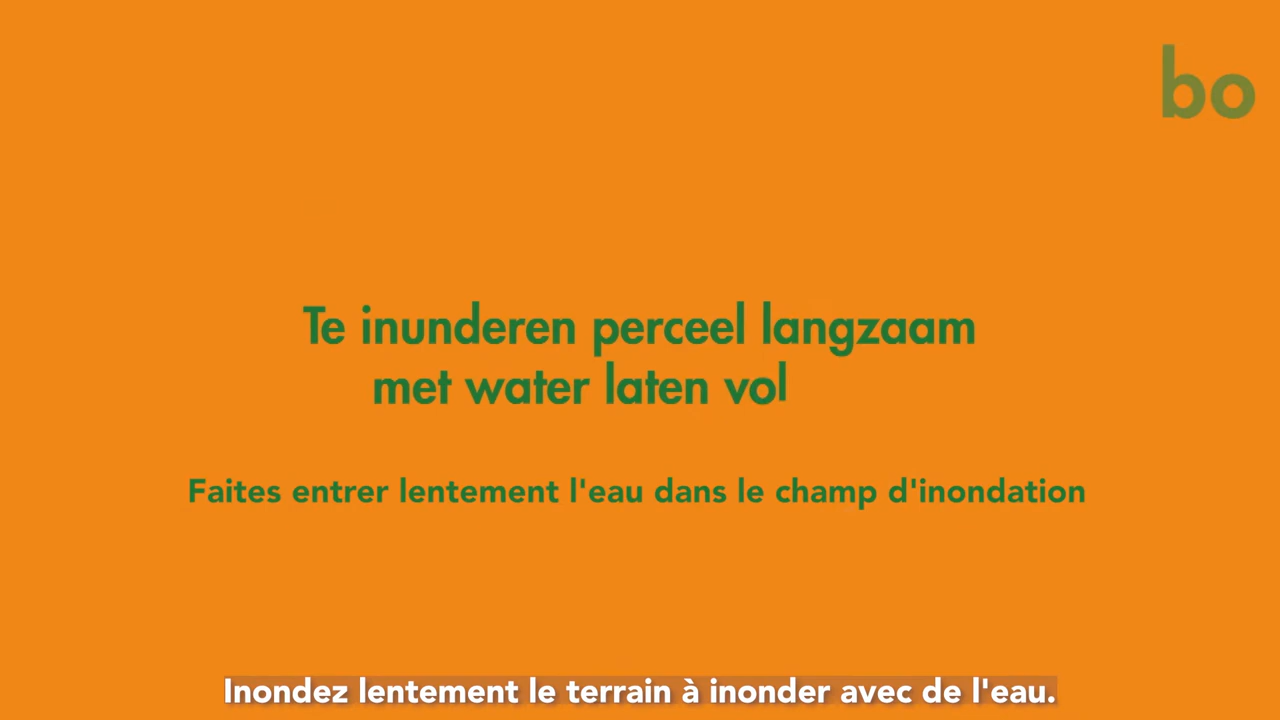 bo
Te inunderen perceel langzaam
met water laten vol
Faites entrer lentement l'eau dans le champ d'inondation
Inondez lentement le terrain à inonder avec de l'eau.